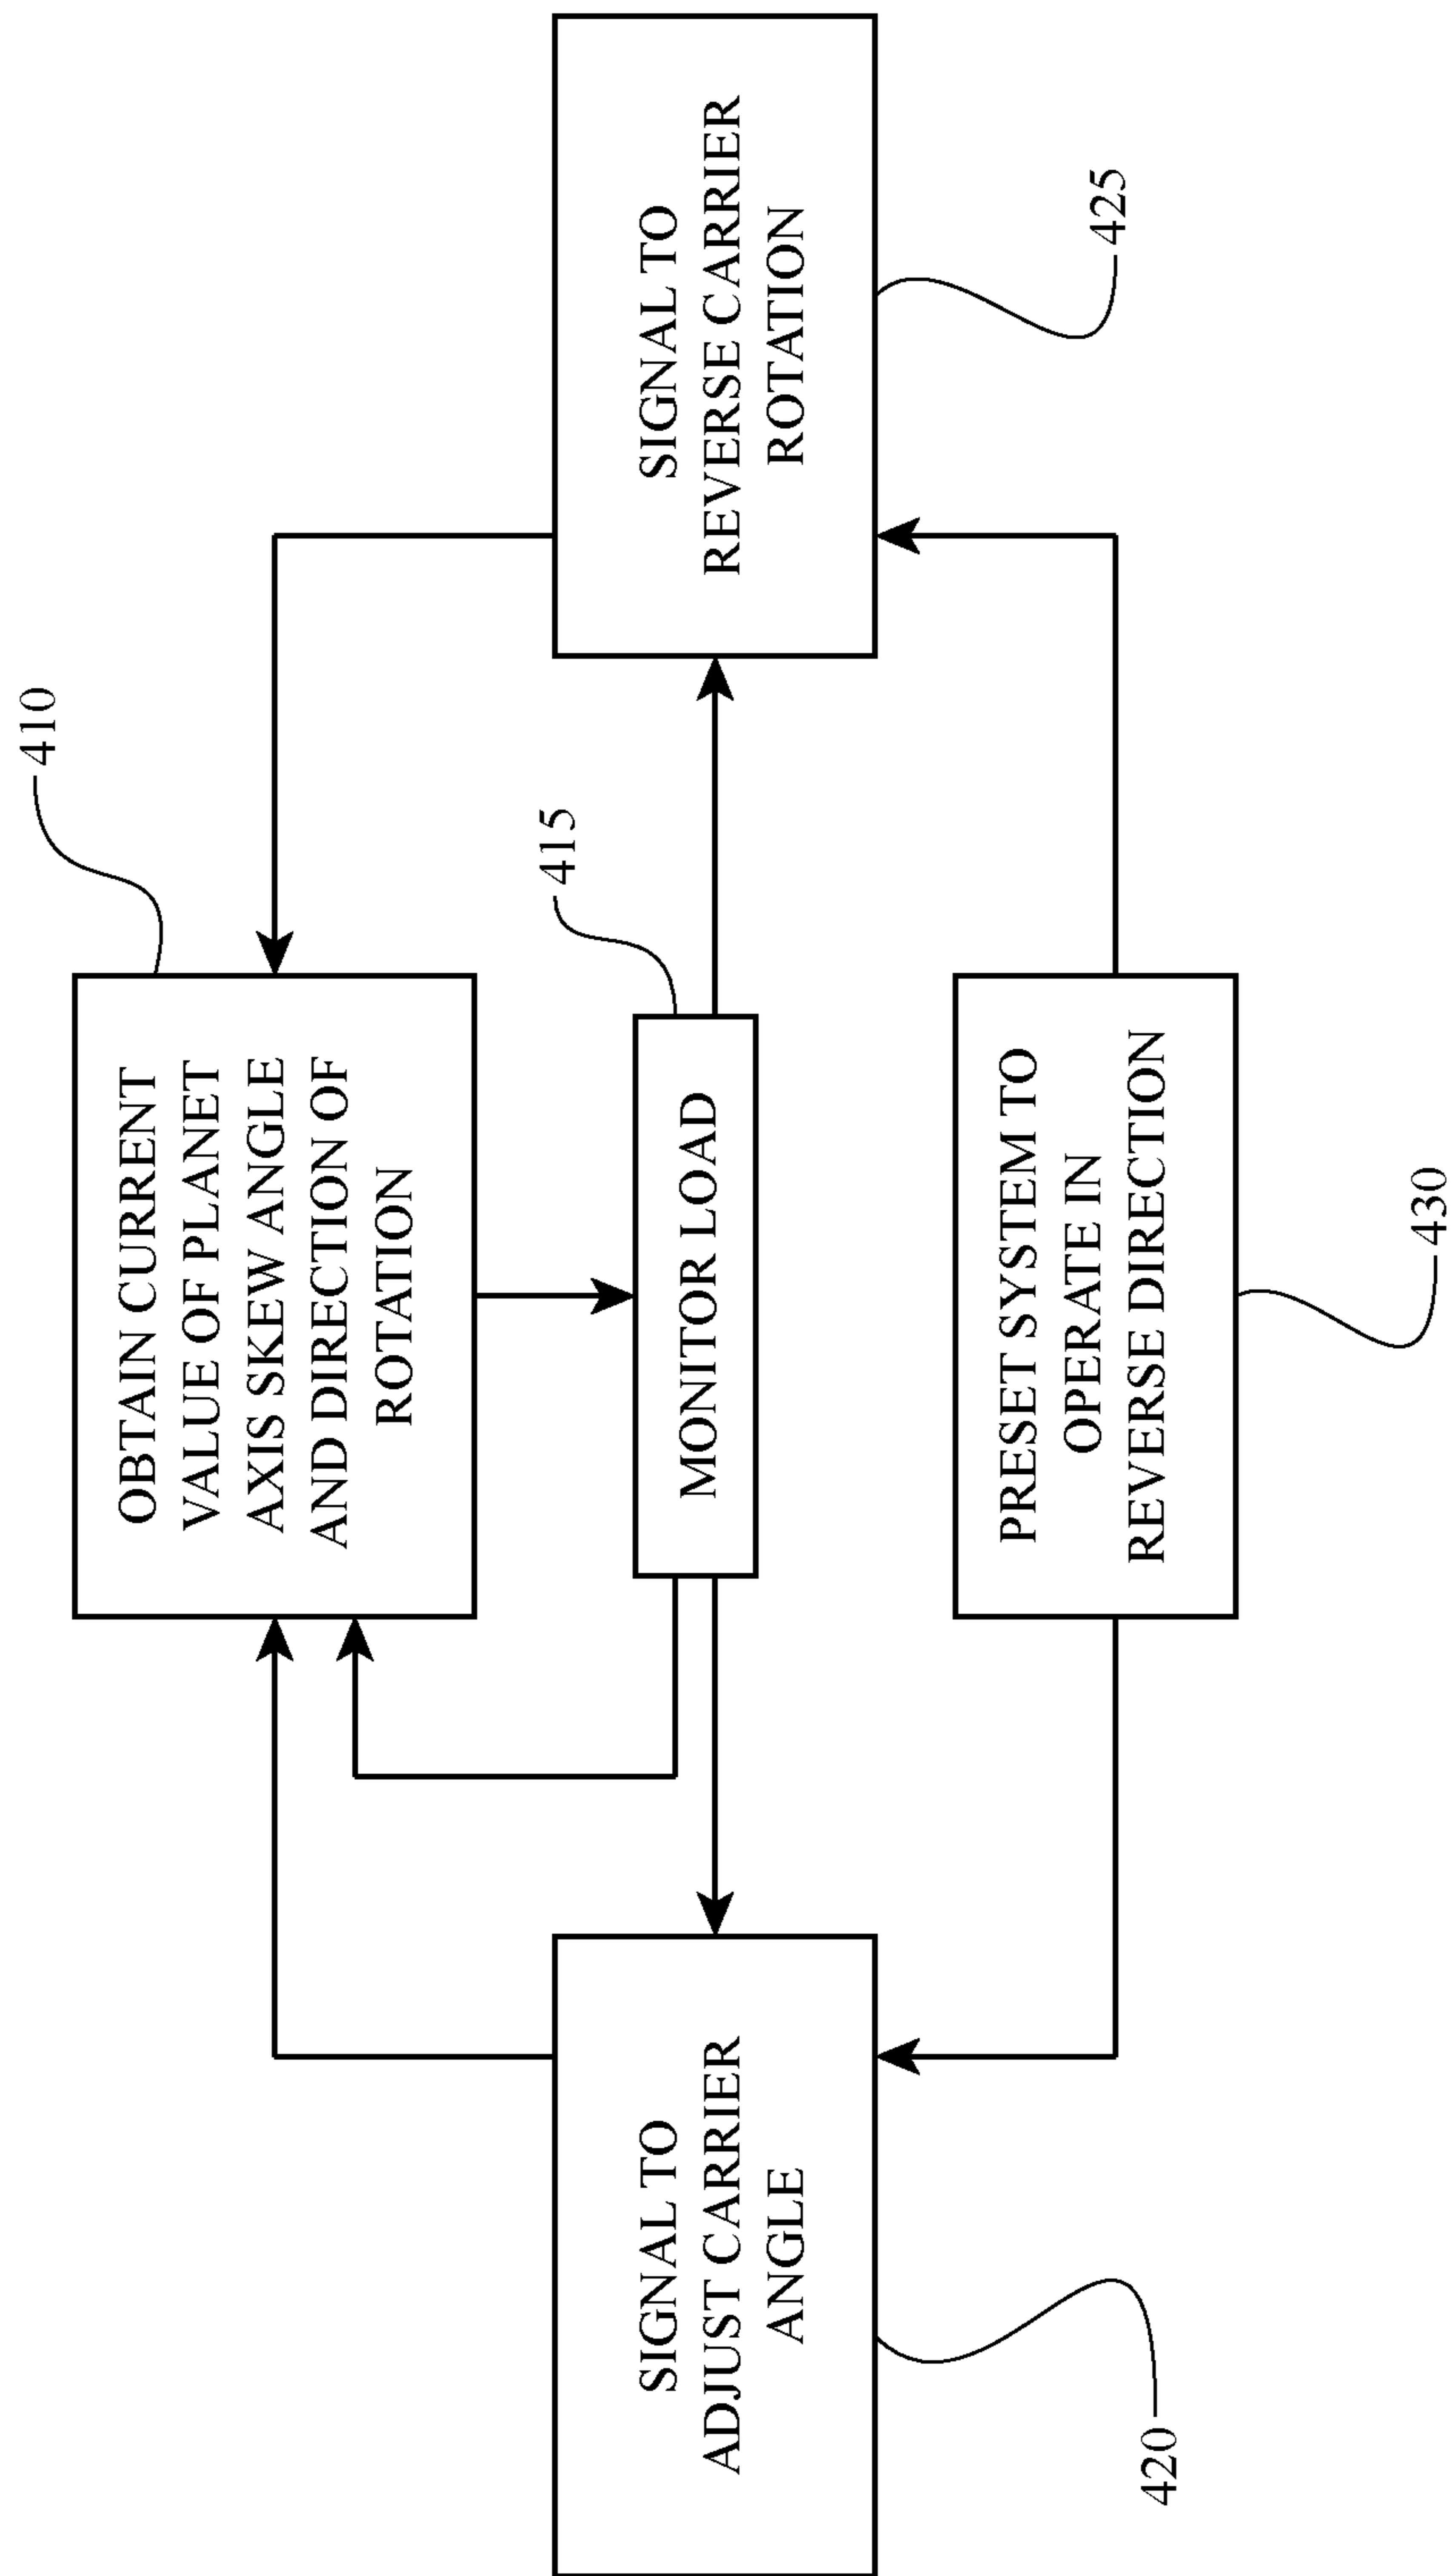 410
OBTAIN CURRENT
VALUE OF PLANET
AXIS SKEW ANGLE
AND DIRECTION OF
ROTATION
415
MONITOR LOAD
SIGNAL TO
ADJUST CARRIER
ANGLE
420
SIGNAL TO
REVERSE CARRIER
ROTATION
425
PRESET SYSTEM TO
OPERATE IN
REVERSE DIRECTION
430